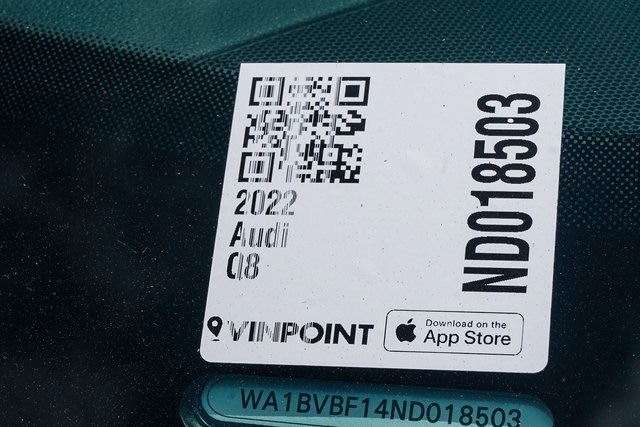 2022
Audi
Q8
ND018503
VINPOINT
Download on the
App Store
WA1BVBF14ND018503